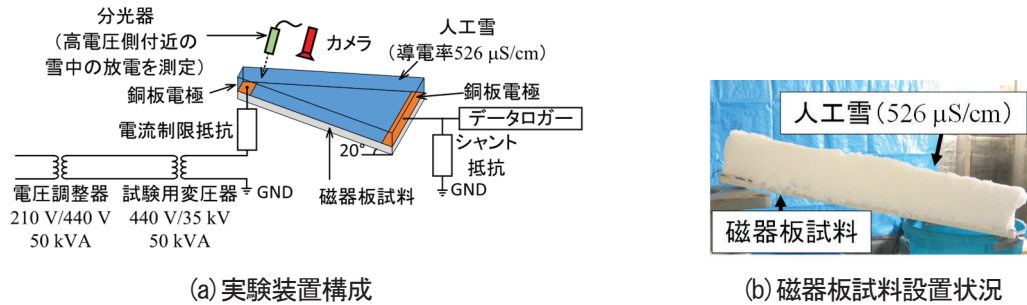 分光器
(高電圧側付近の
雪中の放電を測定)
カメラ
人工雪
(導電率526 μS/cm)
銅板電極
銅板電極
データロガー
電流制限抵抗
シャント
抵抗
20°
GND
GND
磁器板試料
電圧調整器
210 V/440 V
50 kVA
試験用変圧器
440 V/35 kV
50 kVA
(a) 実験装置構成
人工雪(526 μS/cm)
磁器板試料
(b) 磁器板試料設置状況